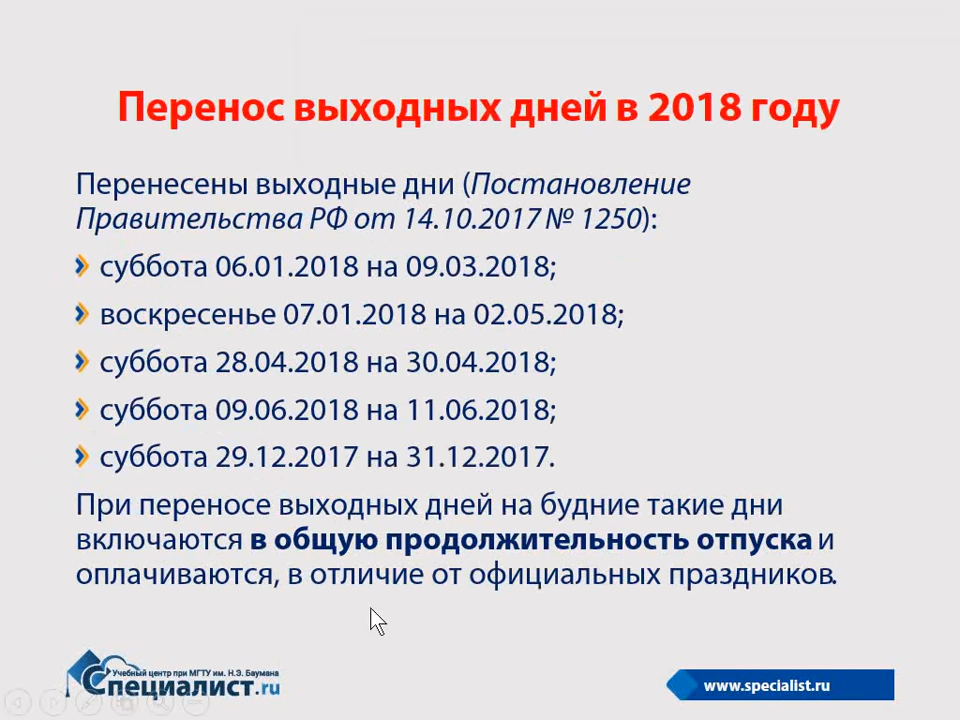 Перенос выходных дней в 2018 году
Перенесены выходные дни (Постановление
Правительства РФ от 14.10.2017 № 1250):
суббота 06.01.2018 на 09.03.2018;
воскресенье 07.01.2018 на 02.05.2018;
суббота 28.04.2018 на 30.04.2018;
суббота 09.06.2018 на 11.06.2018;
суббота 29.12.2017 на 31.12.2017.
При переносе выходных дней на будние такие дни
включаются в общую продолжительность отпуска и
оплачиваются, в отличие от официальных праздников.
Учебный центр при МГТУ им. Н.Э. Баумана
Специалист.ru
www.specialist.ru